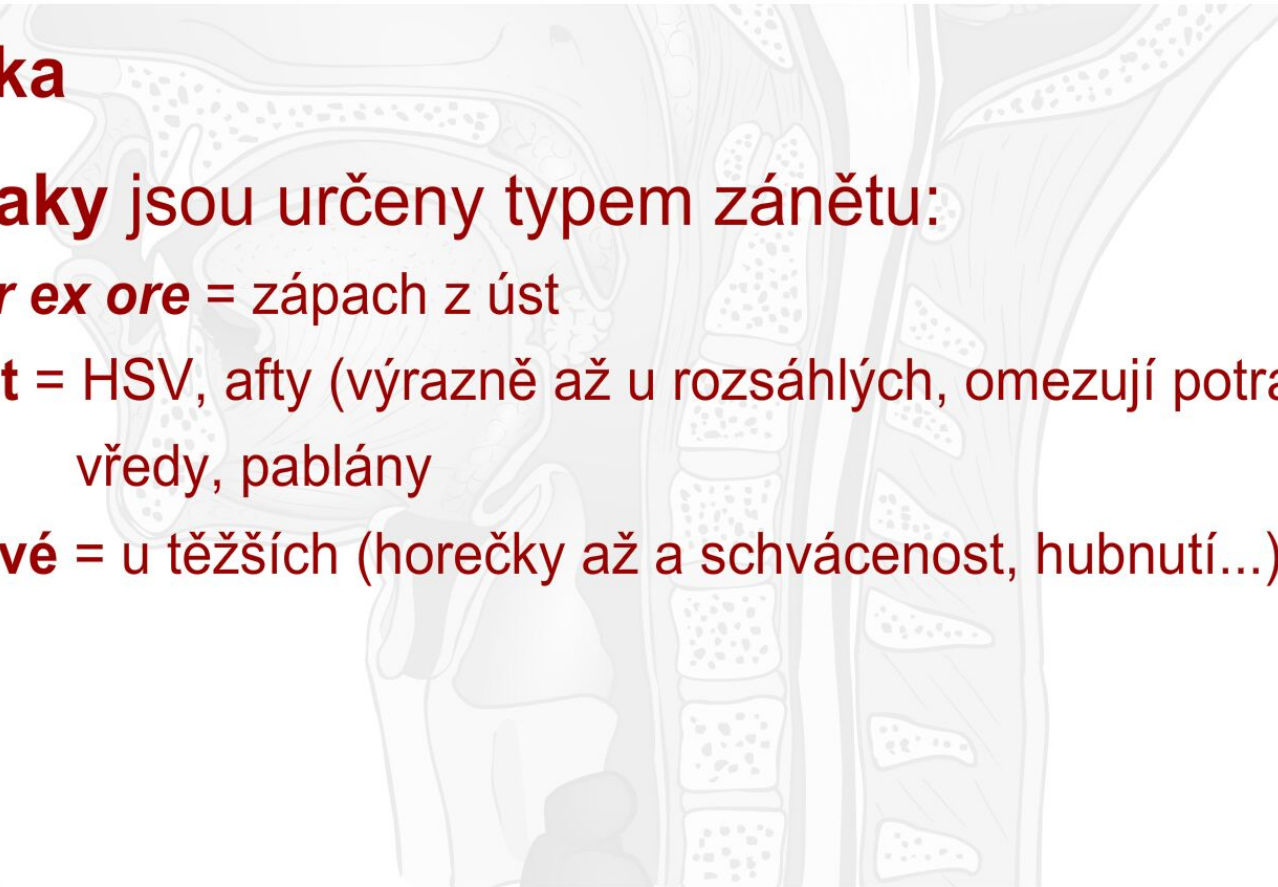 ka
aky jsou určeny typem zánětu:
r ex ore = zápach z úst
t = HSV, afty (výrazně až u rozsáhlých, omezují potra
vředy, pablány
vé = u těžších (horečky až a schvácenost, hubnutí...)